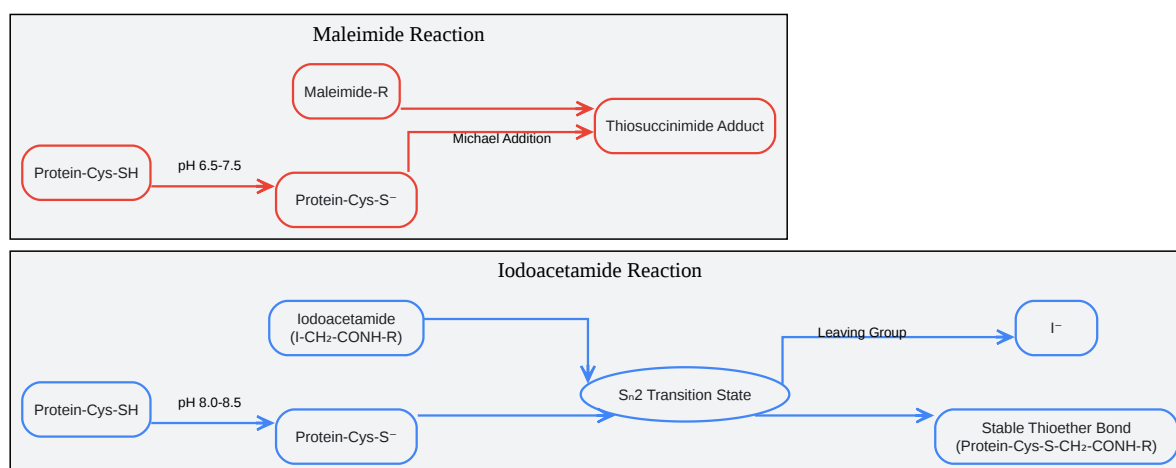 Maleimide Reaction
Maleimide-R
Thiosuccinimide Adduct
Michael Addition
Protein-Cys-SH
pH 6.5-7.5
Protein-Cys-S⁻
Iodoacetamide Reaction
Iodoacetamide
(I-CH₂-CONH-R)
Leaving Group
I⁻
Protein-Cys-SH
pH 8.0-8.5
Protein-Cys-S⁻
Sₙ2 Transition State
Stable Thioether Bond
(Protein-Cys-S-CH₂-CONH-R)